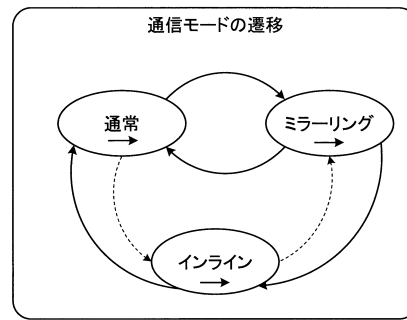 通信モードの遷移
通常
ミラーリング
インライン